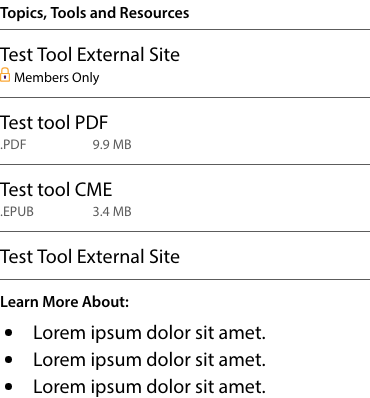 Topics, Tools and Resources
Test Tool External Site
Members Only
Test tool PDF
.PDF 9.9 MB
Test tool CME
.EPUB 3.4 MB
Test Tool External Site
Learn More About:
• Lorem ipsum dolor sit amet.
• Lorem ipsum dolor sit amet.
• Lorem ipsum dolor sit amet.